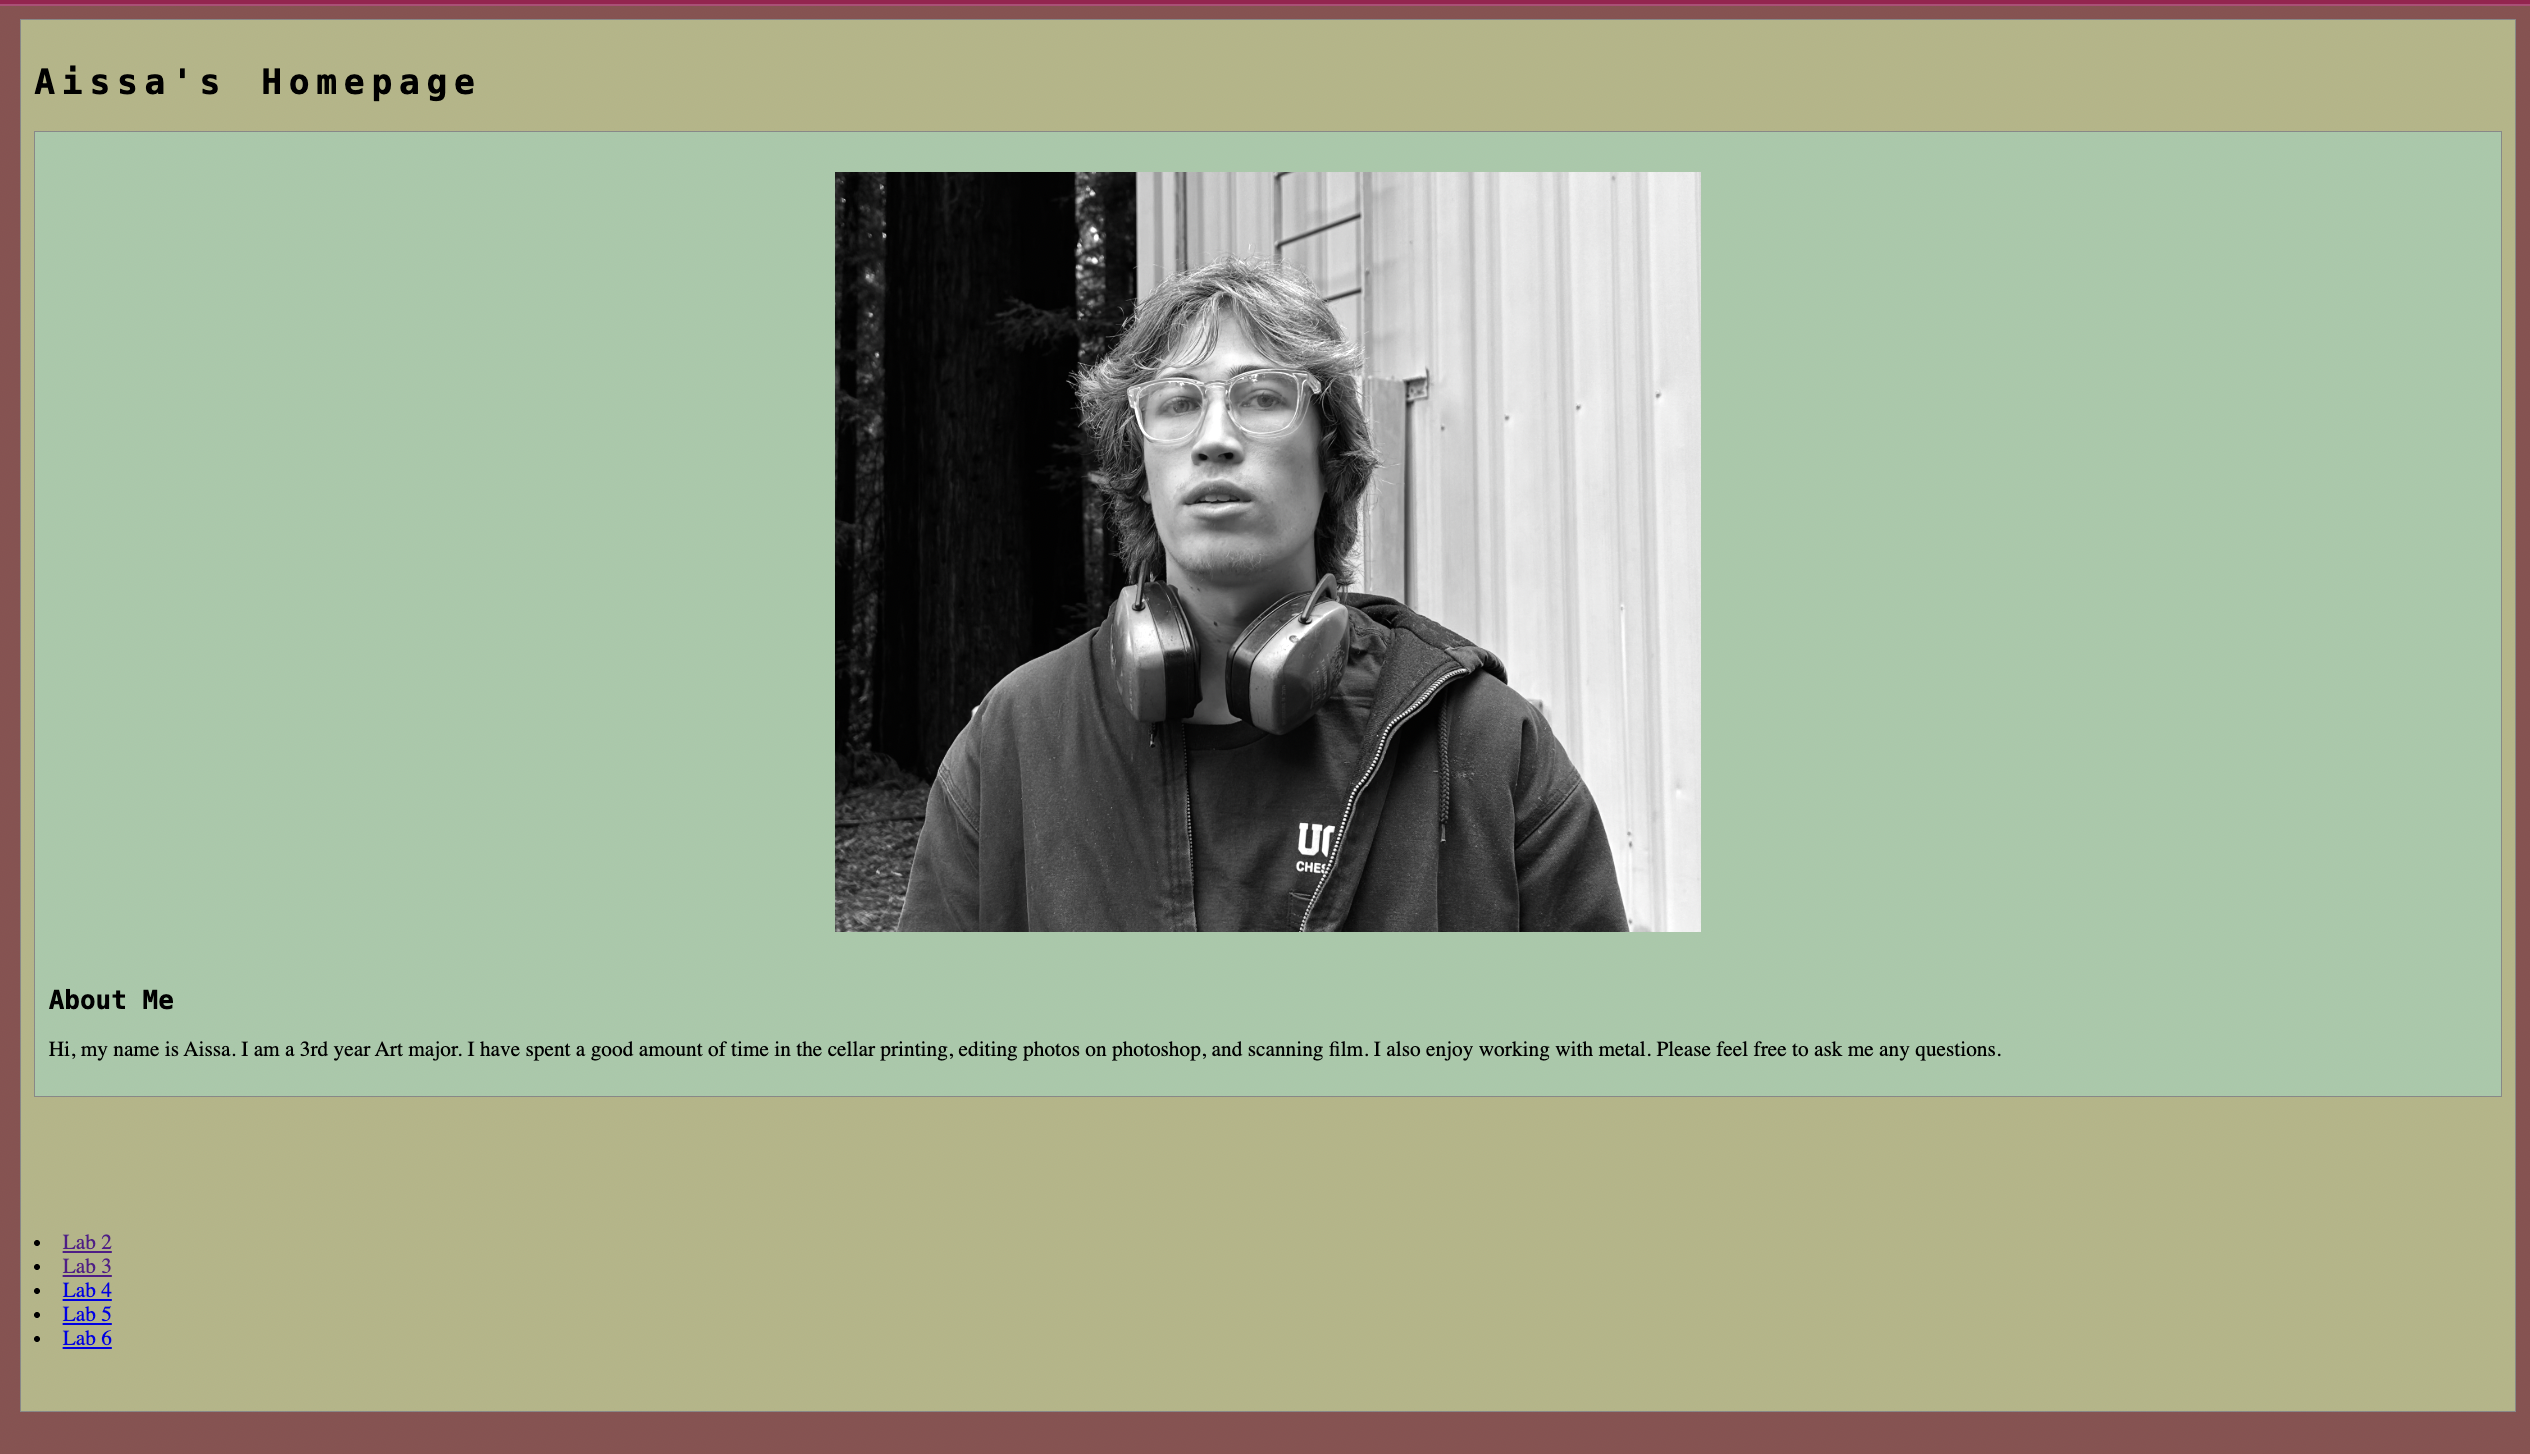 Aissa's Homepage
UC
CHES
About Me
Hi, my name is Aissa. I am a 3rd year Art major. I have spent a good amount of time in the cellar printing, editing photos on photoshop, and scanning film. I also enjoy working with metal. Please feel free to ask me any questions.
Lab 2
Lab 3
Lab 4
Lab 5
Lab 6